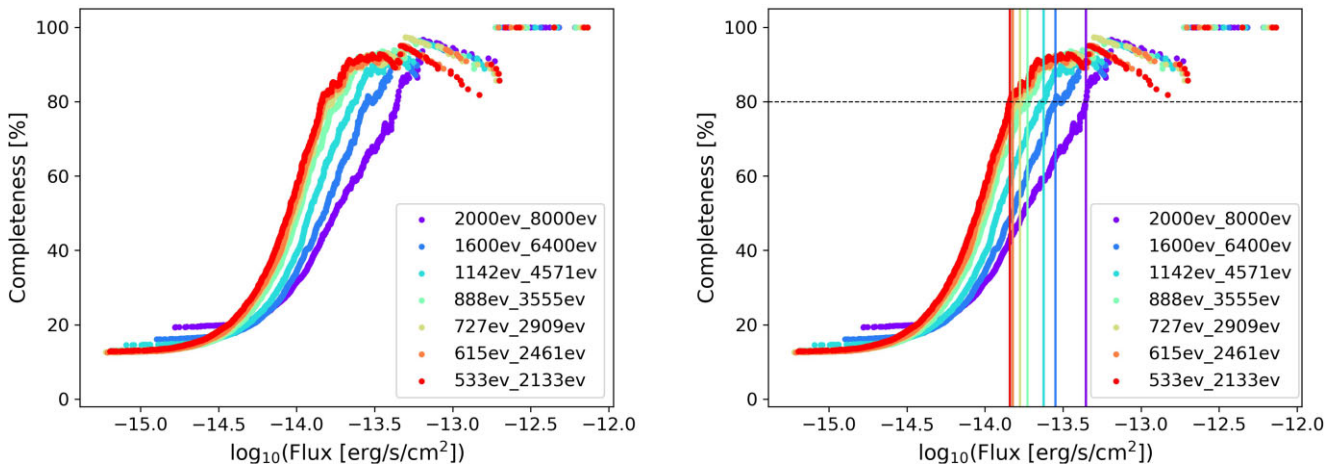 100
80
60
40
20
0
Completeness [%]
2000ev_8000ev
1600ev_6400ev
1142ev_4571ev
888ev_3555ev
727ev_2909ev
615ev_2461ev
533ev_2133ev
−15.0 −14.5 −14.0 −13.5 −13.0 −12.5 −12.0
log₁₀(Flux [erg/s/cm²])
100
80
60
40
20
0
Completeness [%]
2000ev_8000ev
1600ev_6400ev
1142ev_4571ev
888ev_3555ev
727ev_2909ev
615ev_2461ev
533ev_2133ev
−15.0 −14.5 −14.0 −13.5 −13.0 −12.5 −12.0
log₁₀(Flux [erg/s/cm²])